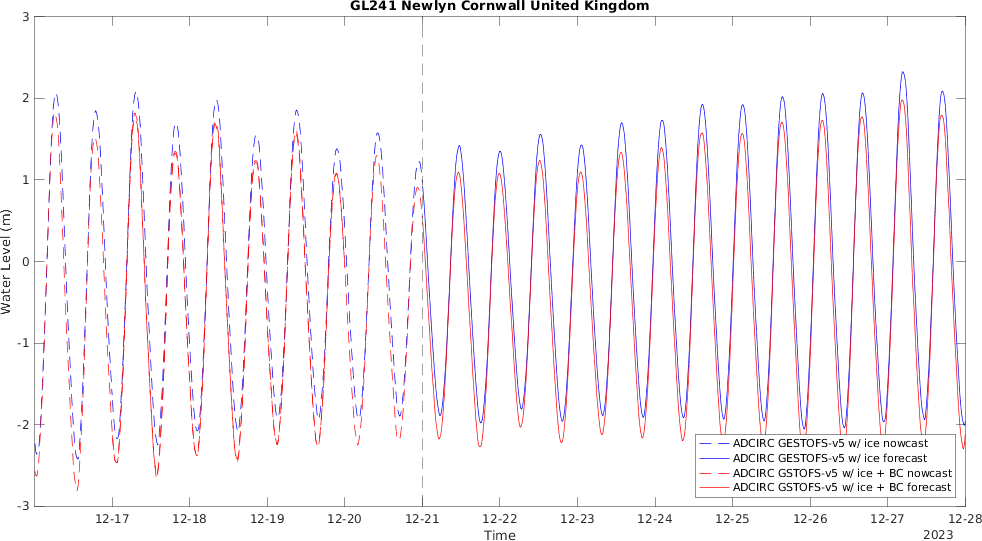 GL241 Newlyn Cornwall United Kingdom
3
2
1
0
-1
-2
-3
Water Level (m)
12-17 12-18 12-19 12-20 12-21 12-22 12-23 12-24 12-25 12-26 12-27 12-28
2023
Time
ADCIRC GESTOFS-v5 w/ ice nowcast
ADCIRC GESTOFS-v5 w/ ice forecast
ADCIRC GSTOFS-v5 w/ ice + BC nowcast
ADCIRC GSTOFS-v5 w/ ice + BC forecast